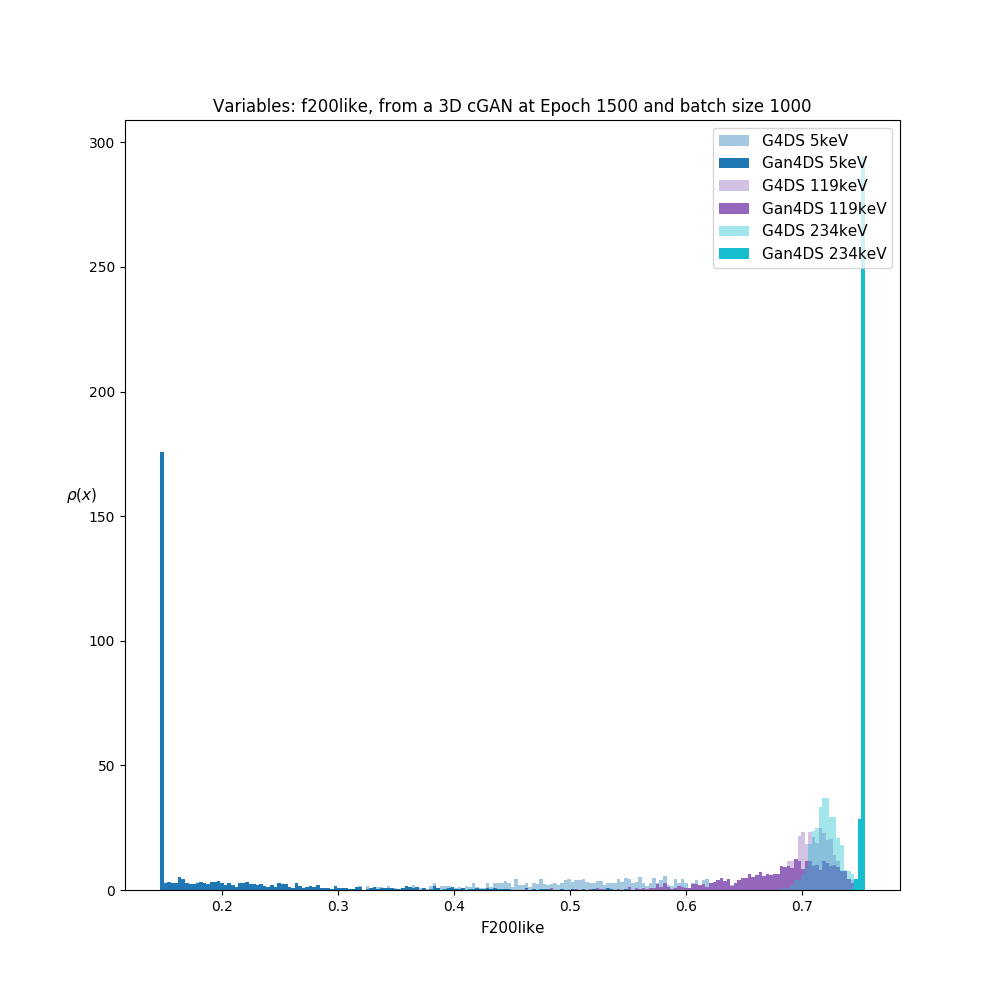 Variables: f200like, from a 3D cGAN at Epoch 1500 and batch size 1000
300
250
200
150
100
50
0
ρ(x)
G4DS 5keV
Gan4DS 5keV
G4DS 119keV
Gan4DS 119keV
G4DS 234keV
Gan4DS 234keV
0.2 0.3 0.4 0.5 0.6 0.7
F200like